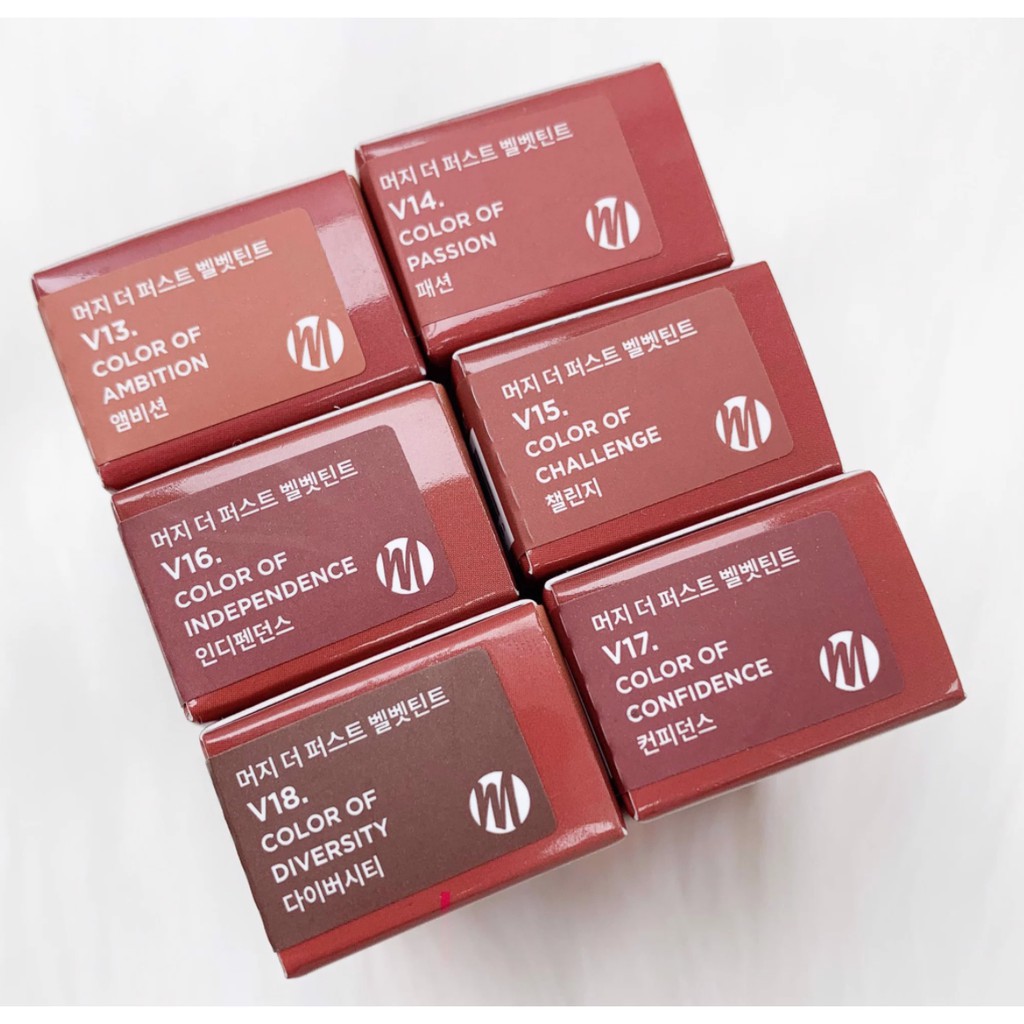 머지 더 퍼스트 벨벳틴트
V13.
COLOR OF
AMBITION
앰비션
머지 더 퍼스트 벨벳틴트
V14.
COLOR OF
PASSION
패션
머지 더 퍼스트 벨벳틴트
V15.
COLOR OF
CHALLENGE
챌린지
머지 더 퍼스트 벨벳틴트
V16.
COLOR OF
INDEPENDENCE
인디펜던스
머지 더 퍼스트 벨벳틴트
V17.
COLOR OF
CONFIDENCE
컨피던스
머지 더 퍼스트 벨벳틴트
V18.
COLOR OF
DIVERSITY
다이버시티